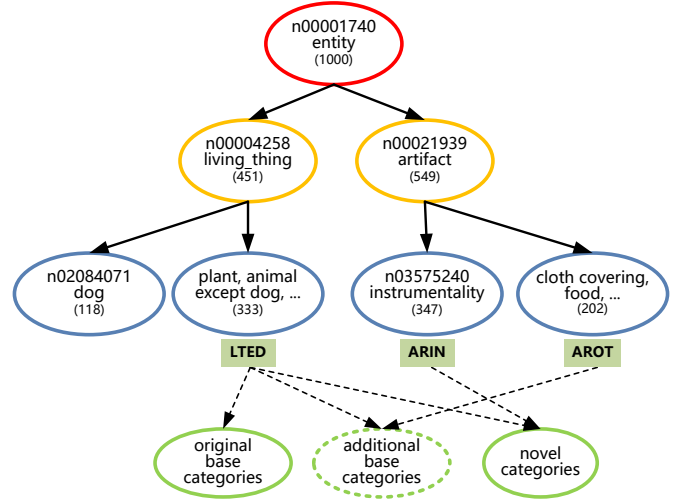 n00001740
entity
(1000)
n00004258
living_thing
(451)
n00021939
artifact
(549)
n02084071
dog
(118)
plant, animal
except dog, ...
(333)
n03575240
instrumentality
(347)
cloth covering,
food, ...
(202)
LTED
ARIN
AROT
original
base
categories
additional
base
categories
novel
categories